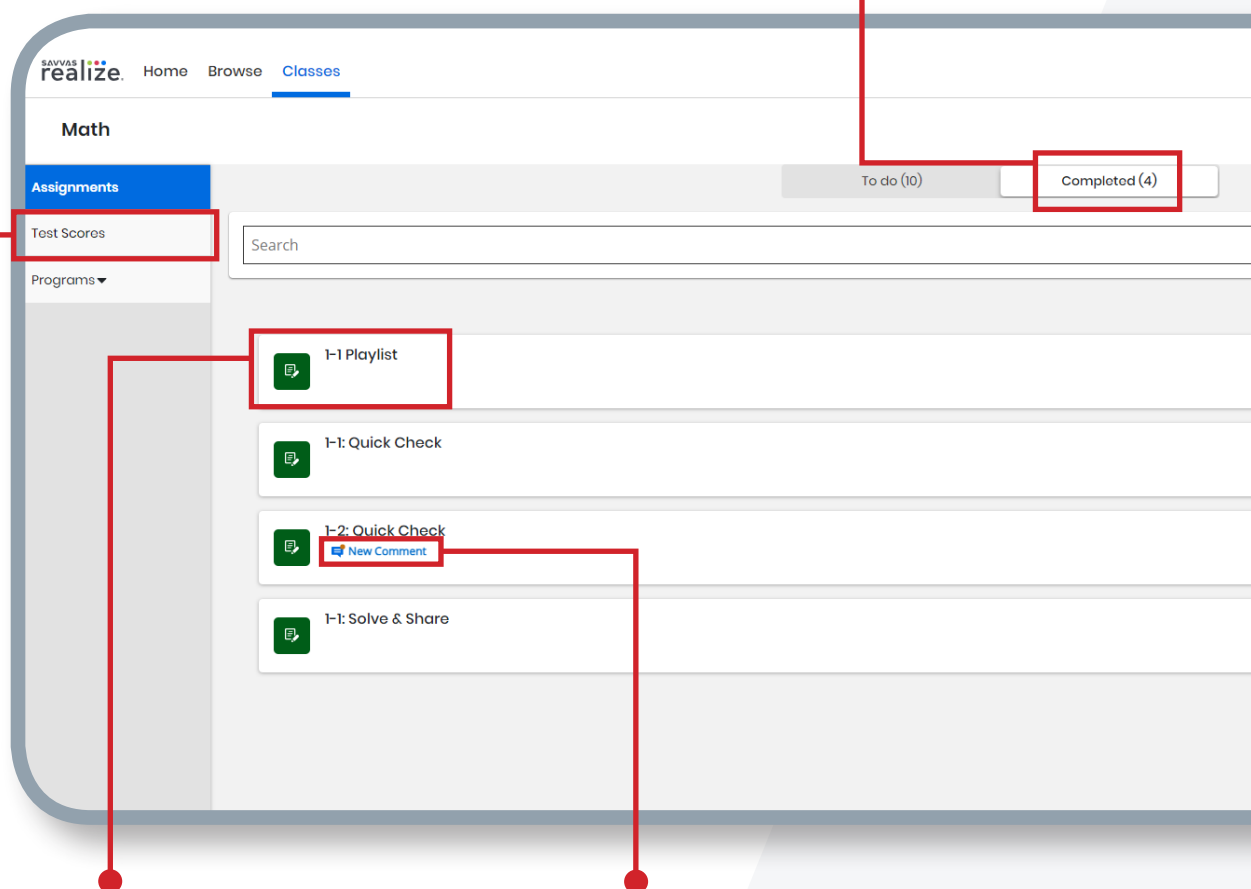 SAVVAS
realize.
Home Browse Classes
Math
Assignments
To do (10)
Completed (4)
Test Scores
Search
Programs
1-1 Playlist
1-1: Quick Check
1-2: Quick Check
New Comment
1-1: Solve & Share